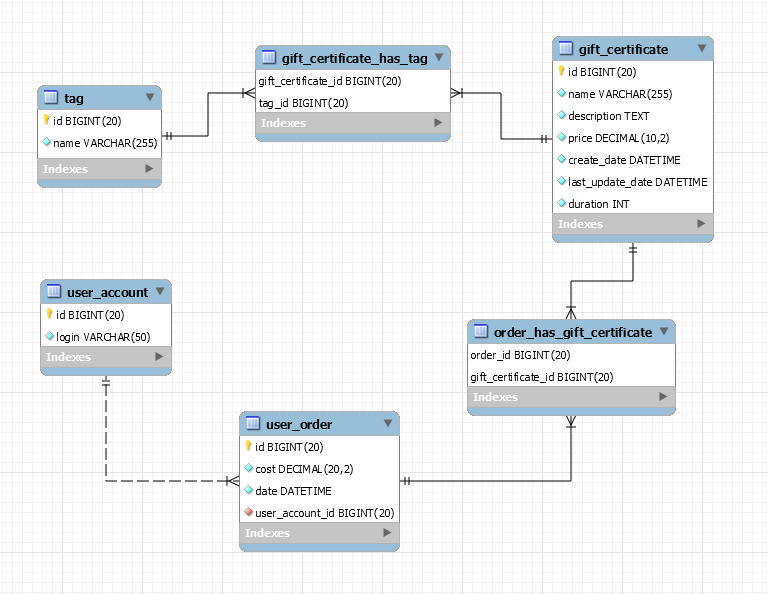 tag
id BIGINT(20)
name VARCHAR(255)
Indexes
gift_certificate_has_tag
gift_certificate_id BIGINT(20)
tag_id BIGINT(20)
Indexes
gift_certificate
id BIGINT(20)
name VARCHAR(255)
description TEXT
price DECIMAL(10,2)
create_date DATETIME
last_update_date DATETIME
duration INT
Indexes
user_account
id BIGINT(20)
login VARCHAR(50)
Indexes
order_has_gift_certificate
order_id BIGINT(20)
gift_certificate_id BIGINT(20)
Indexes
user_order
id BIGINT(20)
cost DECIMAL(20,2)
date DATETIME
user_account_id BIGINT(20)
Indexes